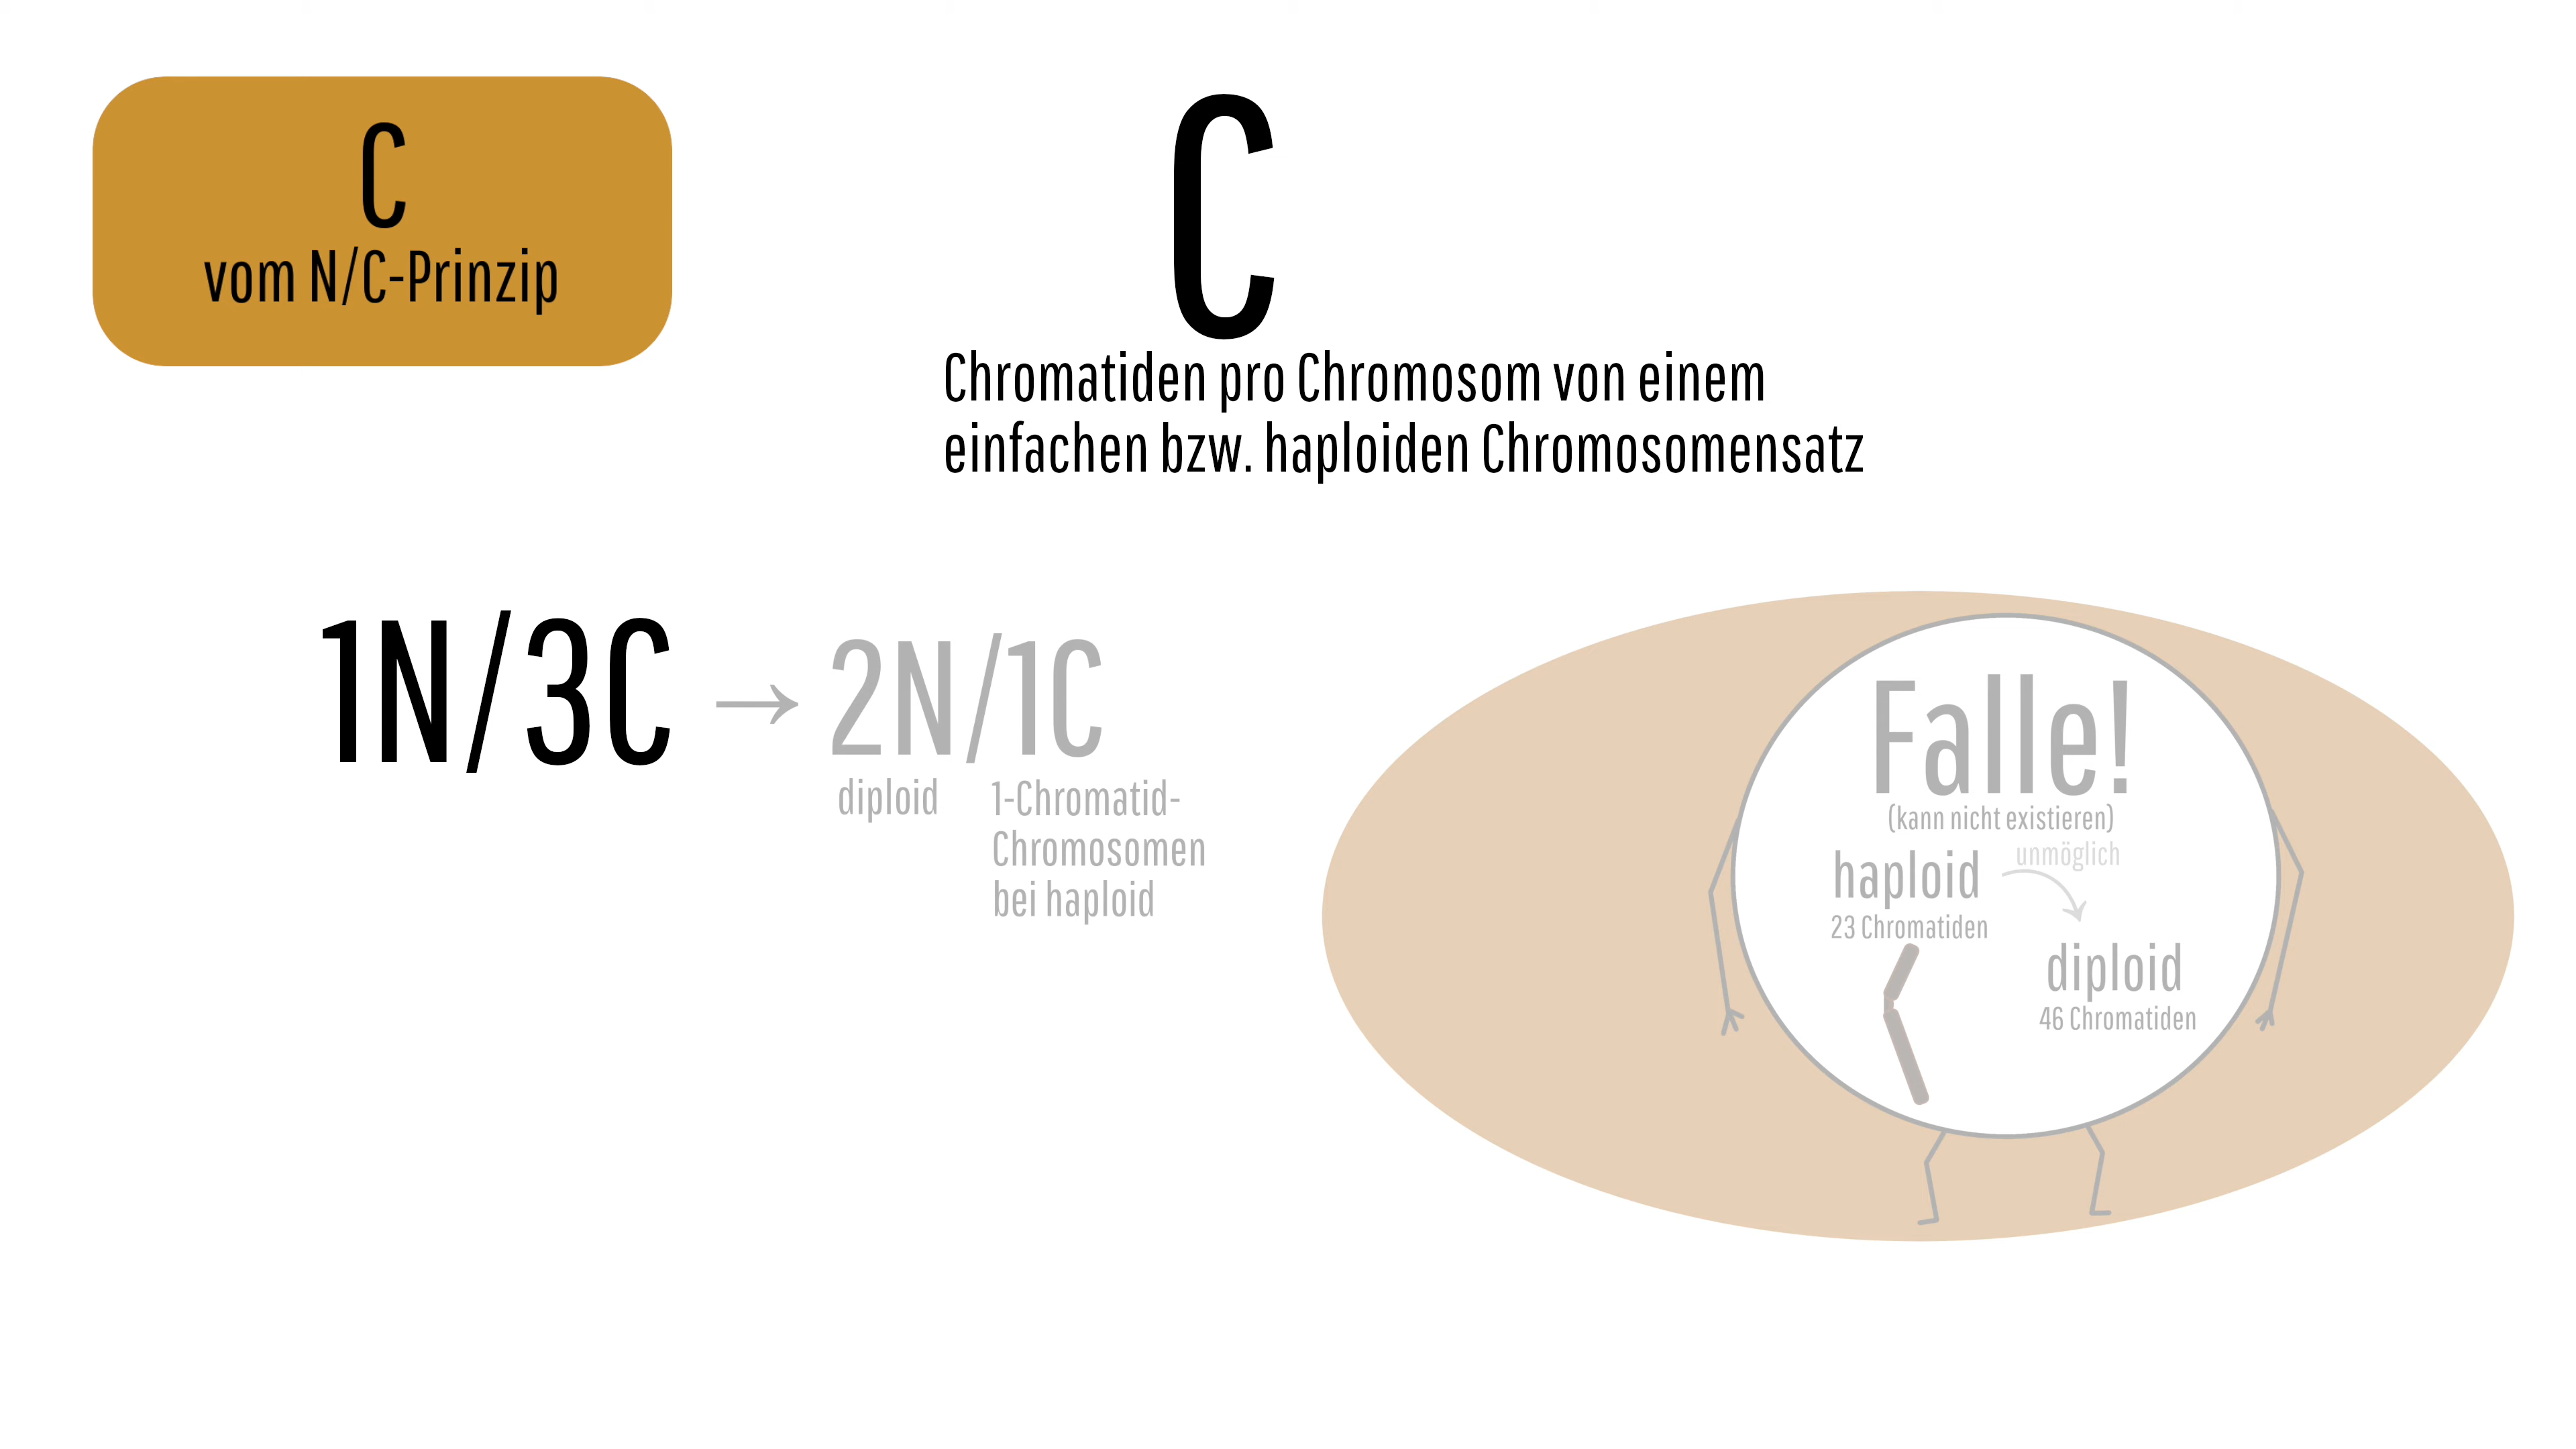 C
vom N/C-Prinzip
C
Chromatiden pro Chromosom von einem
einfachen bzw. haploiden Chromosomensatz
1N/3C → 2N/1C
diploid
1-Chromatid-
Chromosomen
bei haploid
Falle!
(kann nicht existieren)
unmöglich
haploid
23 Chromatiden
diploid
46 Chromatiden